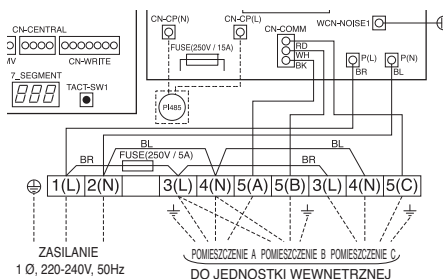 CN-CENTRAL
CN-WRITE
7_SEGMENT
TACT-SW1
CN-CP(N)
CN-CP(L)
CN-COMM
WCN-NOISE1
FUSE(250V / 15A)
RD
WH
BK
P(L)
P(N)
BR
BL
PI485
BL
BR
FUSE(250V / 5A)
BR
BL
1(L) 2(N) 3(L) 4(N) 5(A) 5(B) 3(L) 4(N) 5(C)
ZASILANIE
1 Ø, 220-240V, 50Hz
POMIESZCZENIE A POMIESZCZENIE B POMIESZCZENIE C
DO JEDNOSTKI WEWNETRZNEJ